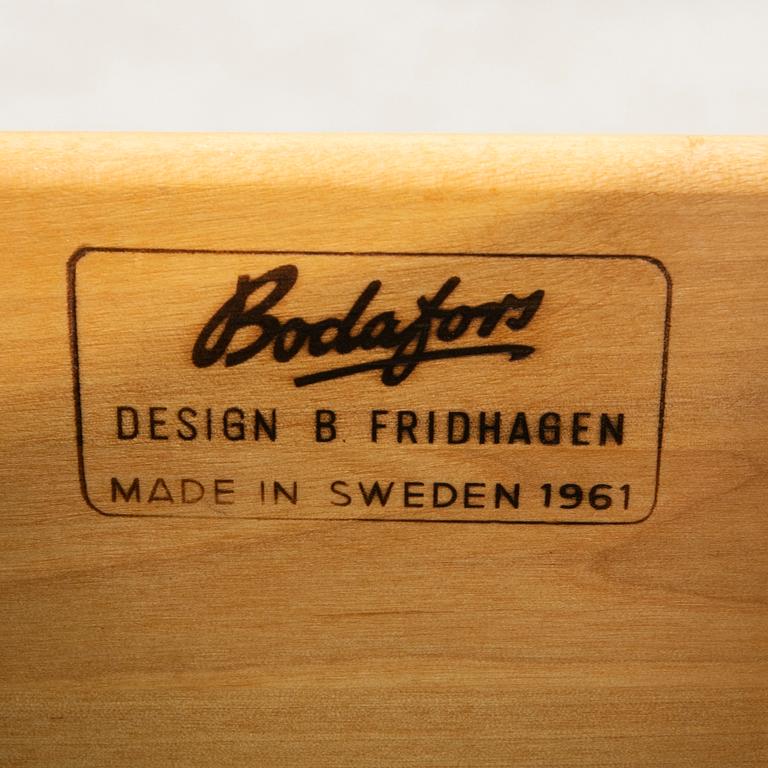 Bodafors
DESIGN B. FRIDHAGEN
MADE IN SWEDEN 1961